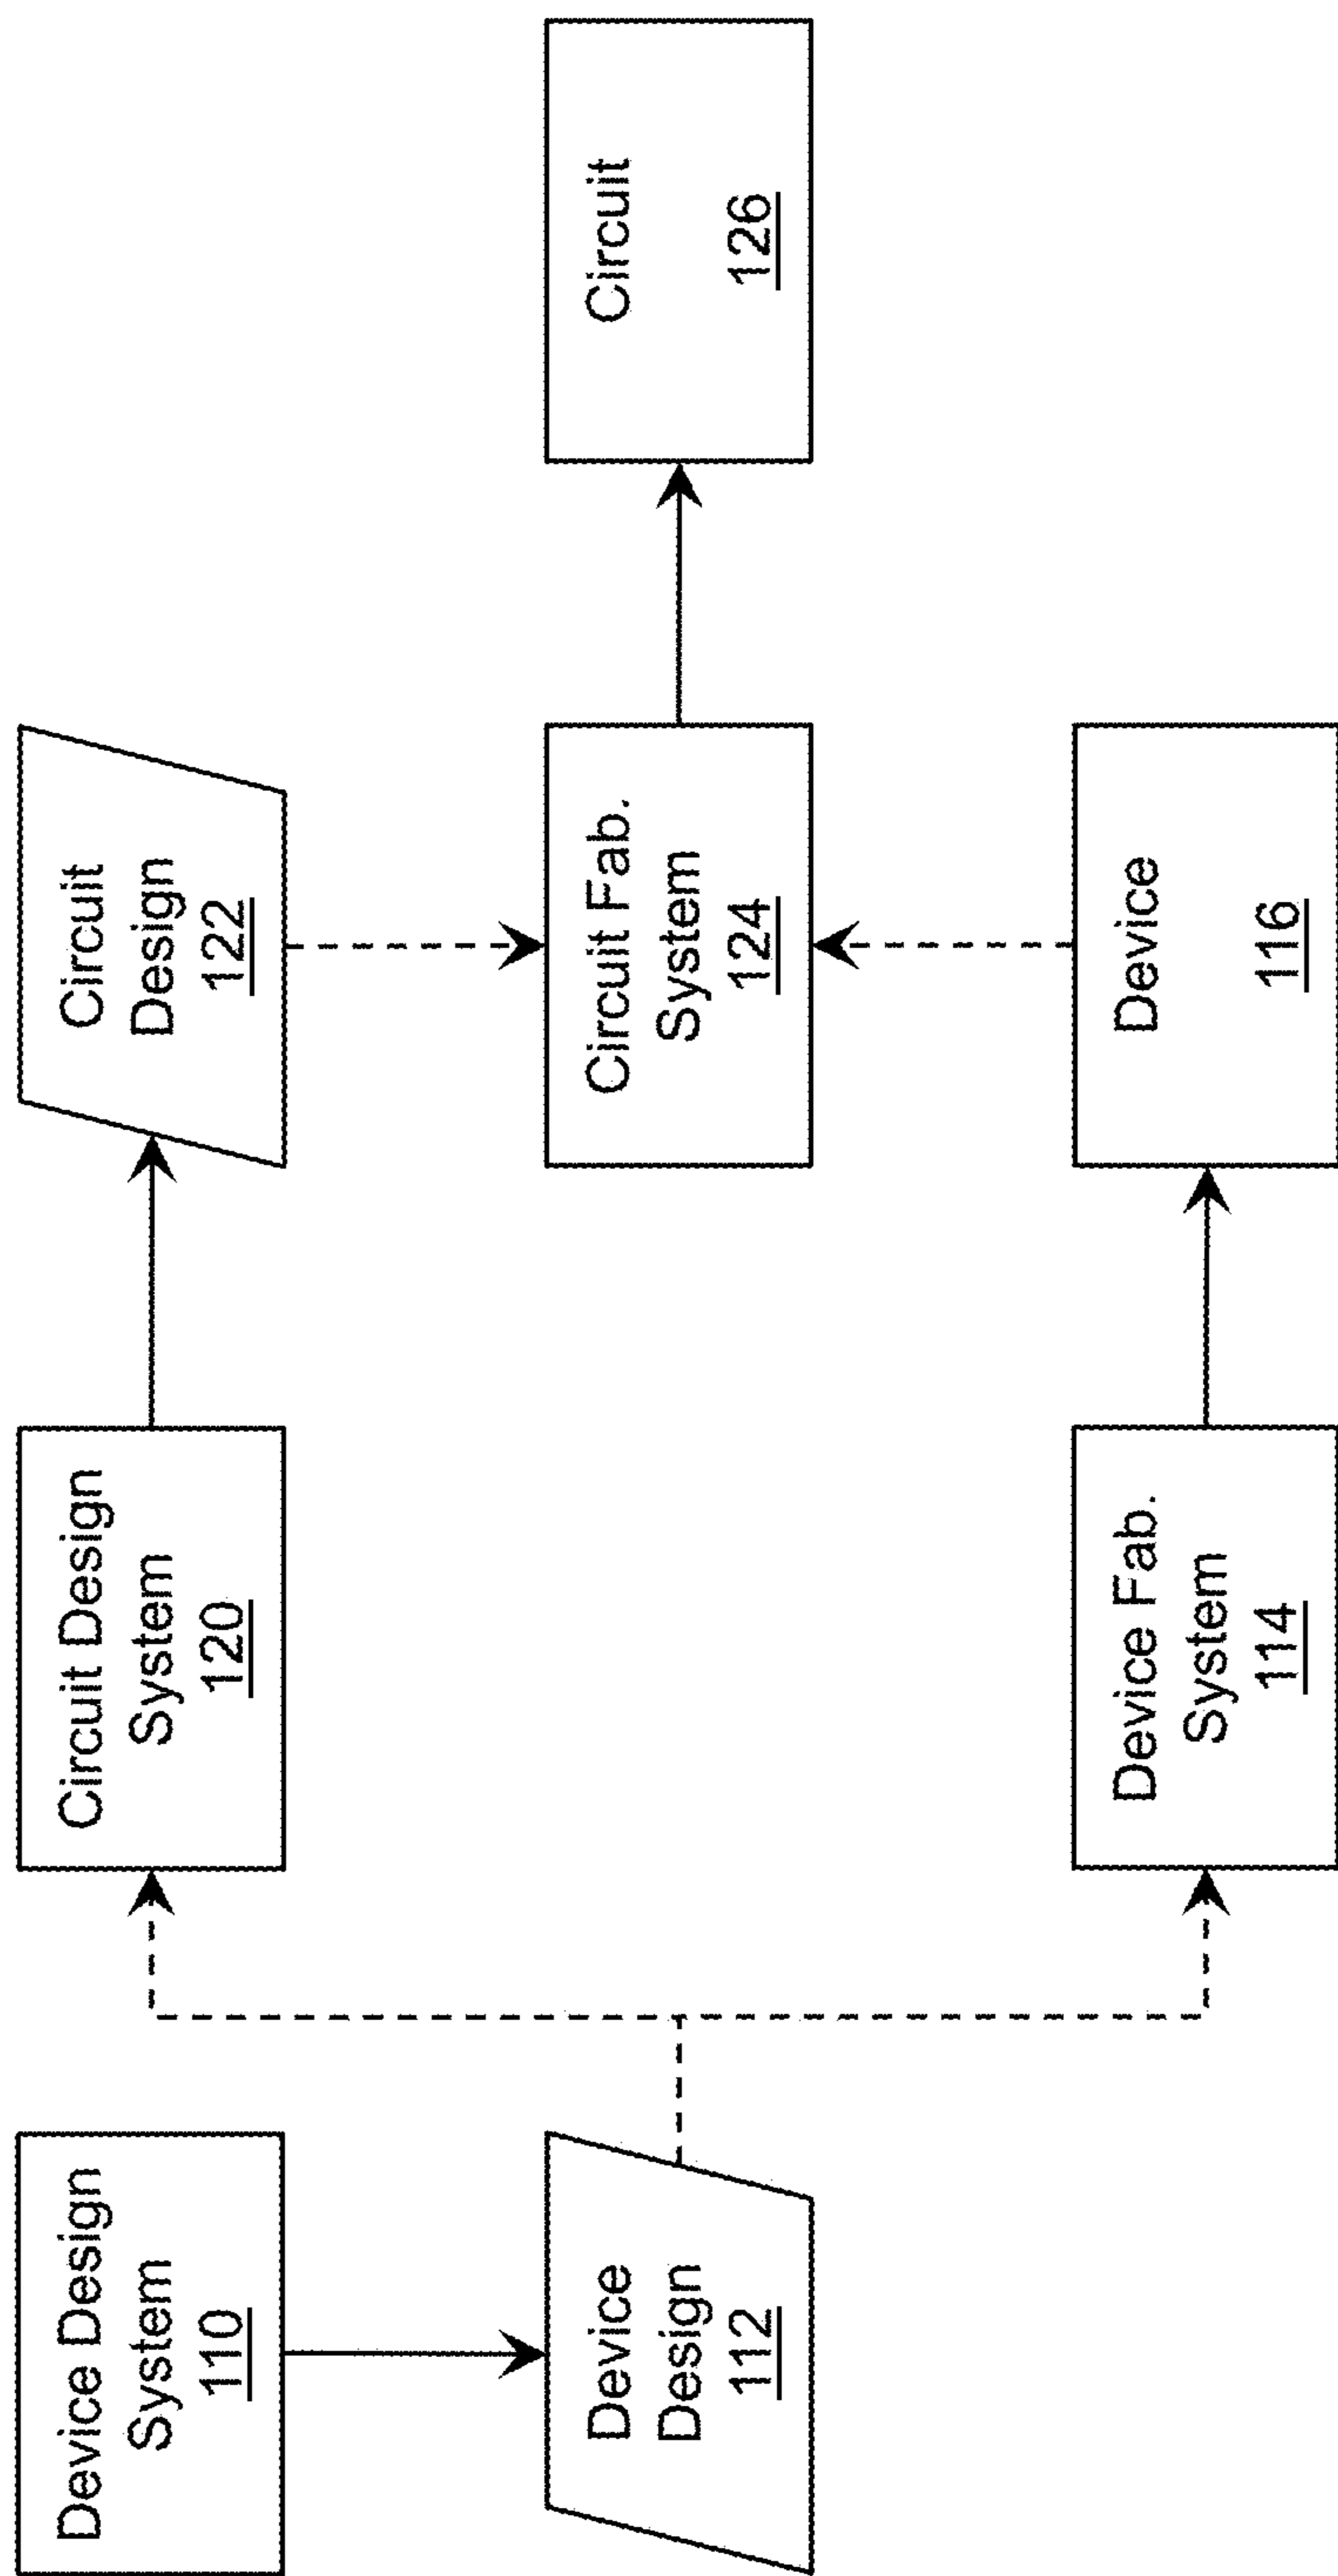 Device Design
System
110
Circuit Design
System
120
Circuit
Design
122
Device
Design
112
Circuit Fab.
System
124
Circuit
126
Device Fab.
System
114
Device
116